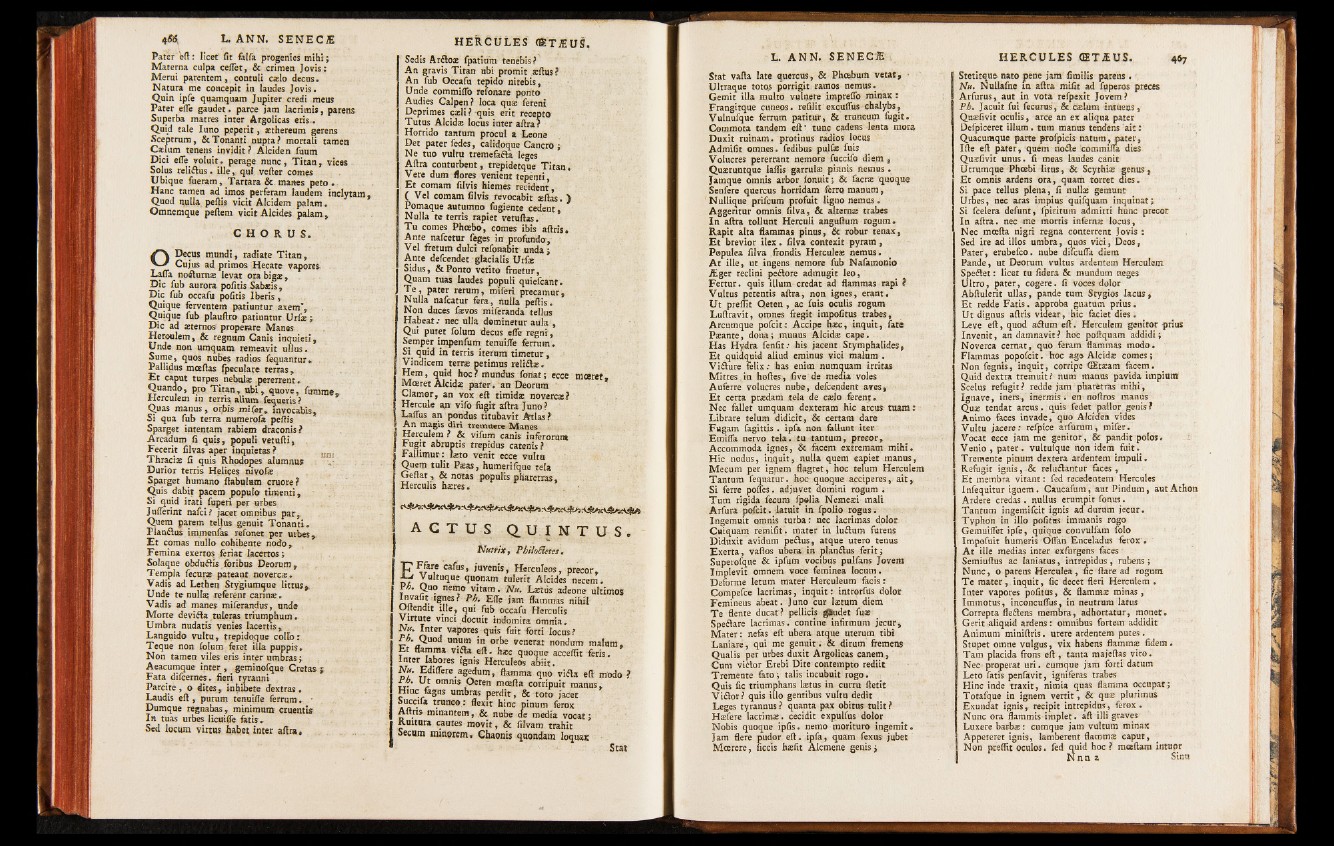 466 L. ANN. SENECÆ
Pater est: licet sit falsa progenies mihi;
Materna culpa cesset, & crimen Jovis:
Merui parentem, contuli cælo decus.
Natura me concepit in laudes Jovis.
Quin ipse quamquam Jupiter credi meus
Pater esse gaudet. parce jam lacrimis, parens
Superba matres inter Argolicas eris.
Quid tale Juno peperit, æthereum gerens
Sceptrum, & Tonanti nupta? mortali tamen
Cælum tenens invidit? Alciden suum
Dici esse voluit. perage nunc, Titan, vices
Solus relictus. ille, qui vester comes
Ubique fueram, Tartara & manes peto.
Hanc tamen ad imos perferam laudem inclytam,
Quod nulla pestis vicit Alcidem palam.
Omnemque pestem vicit Alcides palam.
CHORUS.
O Decus mundi, radiate Titan,
Cujus ad primos Hecate vapores
Lassa nocturnæ levat ora bigæ,
Dic sub aurora positis Sabæis,
Dic sub occasu positis Iberis,
Quique ferventem patiuntur axem,
Quique sub plaustro patiuntur Ursæ;
Dic ad æternos properare Manes
Herculem, & regnum Canis inquieti,
Unde non umquam remeavit ullus.
Sume, quos nubes radios sequantur.
Pallidus mœstas speculare terras,
Et caput turpes nebulæ pererrent.
Quando, pro Titan, ubi, quove, summe,
Herculem in terris alium sequeris?
Quas manus, orbis miser, invocabis,
Si qua sub terra numerosa pestis
Sparget intentam rabiem draconis?
Arcadum si quis, populi vetusti,
Fecerit silvas aper inquietas?
Thraciæ si quis Rhodopes alumnus
Durior terris Helices nivosæ
Sparget humano stabulum cruore?
Quis dabit pacem populo timenti,
Si quid irati superi per urbes
Jusserint nasci? jacet omnibus par,
Quem parem tellus genuit Tonanti.
Planctus immensas resonet per urbes,
Et comas nullo cohibente nodo,
Femina exertos feriat lacertos;
Solaque obductis foribus Deorum,
Templa securæ pateant novercæ.
Vadis ad Lethen Stygiumque littus,
Unde te nullæ referent carinæ.
Vadis ad manes miserandus, unde
Morte devicta tuleras triumphum.
Umbra nudatis venies lacertis,
Languido vultu, trepidoque collo:
Teque non solum feret illa puppis.
Non tamen viles eris inter umbras;
Aeacumque inter, geminosque Cretas;
Fata discernes. fieri tyranni
Parcite, o dites, inhibete dextras.
Laudis est, purum tenuisse ferrum.
Dumque regnabas, minimum cruentis
In tuas urbes licuisse fatis.
Sed locum virtus habet inter astra.
HERCULES ŒTÆUS.
Sedis Arctoæ spatium tenebis?
An gravis Titan ubi promit æstus?
An sub Occasu tepido nitebis,
Unde commisso resonare ponto
Audies Calpen? loca quæ sereni
Deprimes cæli? quis erit recepto
Tutus Alcidæ locus inter astra?
Horrido tantum procul a Leone
Det pater sedes, calidoque Cancro;
Ne tuo vultu tremefacta leges
Astra conturbent, trepidetque Titan.
Vere dum flores venient tepenti,
Et comam silvis hiemes recident,
( Vel comam silvis revocabit æstas.)
Pomaque autumno fugiente cedent,
Nulla te terris rapiet vetustas.
Tu comes Phœbo, comes ibis astris.
Ante nascetur seges in profundo,
Vel fretum dulci resonabit unda;
Ante descendet glacialis Ursæ
Sidus, & Ponto vetito fruetur,
Quam tuas laudes populi quiescant.
Te, pater rerum, miseri precamur,
Nulla nascatur fera, nulla pestis.
Non duces sævos miseranda tellus
Habeat: nec ulla dominetur aula,
Qui putet solum decus esse regni,
Semper impensum tenuisse ferrum.
Si quid in terris iterum timetur,
Vindicem terræ petimus relictæ.
Hem, quid hoc? mundus sonat; ecce mœret,
Mœret Alcidæ pater. an Deorum
Clamor, an vox est timidæ novercæ?
Hercule an viso fugit astra Juno?
Lassus an pondus titubavit Atlas?
An magis diri tremuere Manes
Herculem? & visum canis inferorum
Fugit abruptis trepidus catenis?
Fallimur: læto venit ecce vultu
Quem tulit Pæas, humerisque tela
Gestat, & notas populis pharetras,
Herculis hæres.
ACTUS QUINTUS.
Nutrix, Philoctetes.
EFfare casus, juvenis, Herculeos, precor,
Vultuque quonam tulerit Alcides necem.
Ph. Quo nemo vitam. Nu. Lætus adeone ultimos
Invasit ignes? Ph. Esse jam flammas nihil
Ostendit ille, qui sub occasu Herculis
Virtute vinci docuit indomita omnia.
Nu. Inter vapores quis fuit forti locus?
Ph. Quod unum in orbe venerat nondum malum,
Et flamma victa est. hæc quoque accessit feris.
Inter labores ignis Herculeos abiit.
Nu. Edissere agedum, flamma quo victa est modo?
Ph. Ut omnis Oeten mœsta corripuit manus,
Hinc fagus umbras perdit, & toto jacet
Succisa trunco: flexit hinc pinum ferox
Astris minantem, & nube de media vocat;
Ruitura cautes movit, & silvam trahit
Secum minorem. Chaonis quondam loquax
Stat
L. ANN. SENECÆ
Stat vasta late quercus, & Phœbum vetat,
Ultraque totos porrigit ramos nemus.
Gemit illa multo vulnere impresso minax:
Frangitque cuneos. resilit excussus chalybs,
Vulnusque ferrum patitur, & truncum fugit.
Commota tandem est. tunc cadens lenta mora
Duxit ruinam. protinus radios locus
Admisit omnes. sedibus pulsæ suis
Volucres pererrant nemore succiso diem,
Quæruntque lassis garrulæ pinnis nemus.
Jamque omnis arbor sonuit; & sacræ quoque
Sensere quercus horridam ferro manum,
Nullique priscum profuit ligno nemus.
Aggeritur omnis silva, & alternæ trabes
In astra tollunt Herculi angustum rogum.
Rapit alta flammas pinus, & robur tenax,
Et brevior ilex. silva contexit pyram,
Populea silva frondis Herculeæ nemus.
At ille, ut ingens nemore sub Nasamonio
Æger reclini pectore admugit leo,
Fertur. quis illum credat ad flammas rapi?
Vultus petentis astra, non ignes, erant.
Ut pressit Oeten, ac suis oculis rogum
Lustravit, omnes fregit impositus trabes,
Arcumque poscit: Accipe hæc, inquit, sate
Pæante, dona; munus Alcidæ cape.
Has Hydra sensit: his jacent Stymphalides,
Et quidquid aliud eminus vici malum.
Victure felix: has enim numquam irritas
Mittes in hostes, sive de media voles
Auferre volucres nube, descendent aves,
Et certa prædam tela de cælo ferent.
Nec fallet umquam dexteram hic arcus tuam:
Librare telum didicit, & certam dare
Fugam sagittis. ipsa non fallunt iter
Emissa nervo tela. tu tantum, precor,
Accommoda ignes, & facem extremam mihi.
Hic nodus, inquit, nulla quem capiet manus,
Mecum per ignem flagret, hoc telum Herculem
Tantum sequatur. hoc quoque acciperes, ait,
Si ferre posses. adjuvet domini rogum.
Tum rigida secum spolia Nemeæi mali
Arsura poscit. latuit in spolio rogus.
Ingemuit omnis turba: nec lacrimas dolor
Cuiquam remisit. mater in luctum furens
Diduxit avidum pectus, atque utero tenus
Exerta, vastos ubera in planctus ferit;
Superosque & ipsum vocibus pulsans Jovem
Implevit omnem voce feminea locum.
Deforme letum mater Herculeum facis:
Compesce lacrimas, inquit: introrsus dolor
Femineus abeat. Juno cur lætum diem
Te flente ducat? pellicis gaudet suæ
Spectare lacrimas. contine infirmum jecur,
Mater: nefas est ubera atque uterum tibi
Laniare, qui me genuit. & dirum fremens
Qualis per urbes duxit Argolicas canem,
Cum victor Erebi Dite contempto rediit
Tremente fato; talis incubuit rogo.
Quis sic triumphans lætus in curru stetit
Victor? quis illo gentibus vultu dedit
Leges tyrannus? quanta pax obitus tulit?
Hæsere lacrimæ. cecidit expulsus dolor
Nobis quoque ipsis. nemo morituro ingemit.
Jam flere pudor est. ipsa, quam sexus jubet
Mœrere, siccis hæsit Alcmene genis;
HERCULES ŒTÆUS. 467
Stetitque nato pene jam similis parens.
Nu. Nullasne in astra misit ad superos preces
Arsurus, aut in vota respexit Jovem?
Ph. Jacuit sui securus, & cælum intuens,
Quæsivit oculis, arce an ex aliqua pater
Despiceret illum. tum manus tendens ait:
Quacumque parte prospicis natum, pater,
Iste est pater, quem nocte commissa dies
Quæsivit unus. si meas laudes canit
Utrumque Phœbi litus, & Scythiæ genus,
Et omnis ardens ora, quam torret dies.
Si pace tellus plena, si nullæ gemunt
Urbes, nec aras impius quisquam inquinat;
Si scelera desunt, spiritum admitti hunc precor
In astra. nec me mortis infernæ locus,
Nec mœsta nigri regna conterrent Jovis:
Sed ire ad illos umbra, quos vici, Deos,
Pater, erubesco. nube discussa diem
Pande, ut Deorum vultus ardentem Herculem
Spectet: licet tu sidera & mundum neges
Ultro, pater, cogere. si voces dolor
Abstulerit ullas, pande tum Stygios lacus,
Et redde fatis. approba gnatum prius.
Ut dignus astris videar, hic faciet dies.
Leve est, quod actum est. Herculem genitor prius
Invenit, an damnavit? hoc postquam addidi;
Noverca cernat, quo feram flammas modo.
Flammas poposcit. hoc age Alcidæ comes;
Non segnis, inquit, corripe Œtæam facem.
Quid dextra tremuit? num manus pavida impium
Scelus refugit? redde jam pharetras mihi,
Ignave, iners, inermis. en nostros manus
Quæ tendat arcus. quis sedet pallor genis?
Animo faces invade, quo Alciden vides
Vultu jacere: respice arsurum, miser.
Vocat ecce jam me genitor, & pandit polos.
Venio, pater. vultusque non idem fuit.
Tremente pinum dextera ardentem impuli.
Refugit ignis, & reluctantur faces,
Et membra vitant: sed recedentem Hercules
Insequitur ignem. Caucasum, aut Pindum, aut Athon
Ardere credas. nullus erumpit sonus.
Tantum ingemiscit ignis ad durum jecur.
Typhon in illo positus immanis rogo
Gemuisset ipse, quique convulsam solo
Imposuit humeris Ossan Enceladus ferox.
At ille medias inter exsurgens faces
Semiustus ac laniatus, intrepidus, rubens;
Nunc, o parens Herculea, sic stare ad rogum
Te mater, inquit, sic decet fleri Herculem.
Inter vapores positus, & flammæ minas,
Immotus, inconcussus, in neutrum latus
Correpta flectens membra, adhortatur, monet.
Gerit aliquid ardens: omnibus fortem addidit
Animum ministris. urere ardentem putes.
Stupet omne vulgus, vix habens flammæ fidem.
Tam placida frons est, tanta majestas viro.
Nec properat uri. cumque jam forti datum
Leto satis pensavit, igniferas trabes
Hinc inde traxit, nimia quas flamma occupat;
Totasque in ignem vertit, & quæ plurimus
Exundat ignis, recipit intrepidus, ferox.
Nunc ora flammis implet. ast illi graves
Luxere barbæ: cumque jam vultum minax
Appeteret ignis, lamberent flammæ caput,
Non pressit oculos. sed quid hoc? mœstam intuor
Nnn 2 Sinu